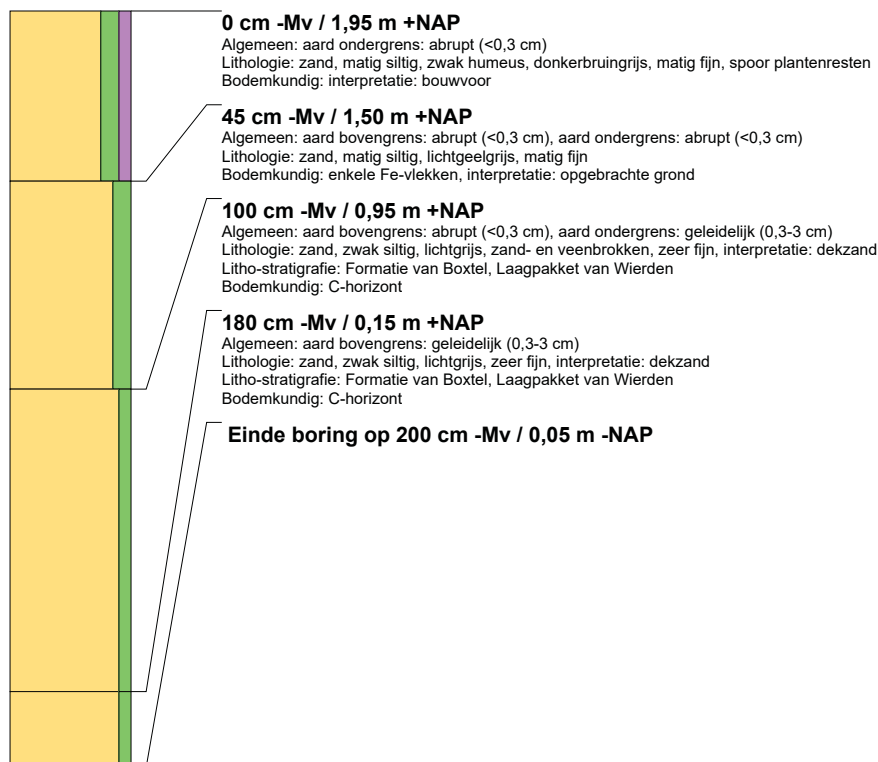 0 cm -Mv / 1,95 m +NAP
Algemeen: aard ondergrens: abrupt (<0,3 cm)
Lithologie: zand, matig siltig, zwak humeus, donkerbruingrijs, matig fijn, spoor plantenresten
Bodemkundig: interpretatie: bouwvoor
45 cm -Mv / 1,50 m +NAP
Algemeen: aard bovengrens: abrupt (<0,3 cm), aard ondergrens: abrupt (<0,3 cm)
Lithologie: zand, matig siltig, lichtgeelgrijs, matig fijn
Bodemkundig: enkele Fe-vlekken, interpretatie: opgebrachte grond
100 cm -Mv / 0,95 m +NAP
Algemeen: aard bovengrens: abrupt (<0,3 cm), aard ondergrens: geleidelijk (0,3-3 cm)
Lithologie: zand, zwak siltig, lichtgrijs, zand- en veenbrokken, zeer fijn, interpretatie: dekzand
Litho-stratigrafie: Formatie van Boxtel, Laagpakket van Wierden
Bodemkundig: C-horizont
180 cm -Mv / 0,15 m +NAP
Algemeen: aard bovengrens: geleidelijk (0,3-3 cm)
Lithologie: zand, zwak siltig, lichtgrijs, zeer fijn, interpretatie: dekzand
Litho-stratigrafie: Formatie van Boxtel, Laagpakket van Wierden
Bodemkundig: C-horizont
Einde boring op 200 cm -Mv / 0,05 m -NAP